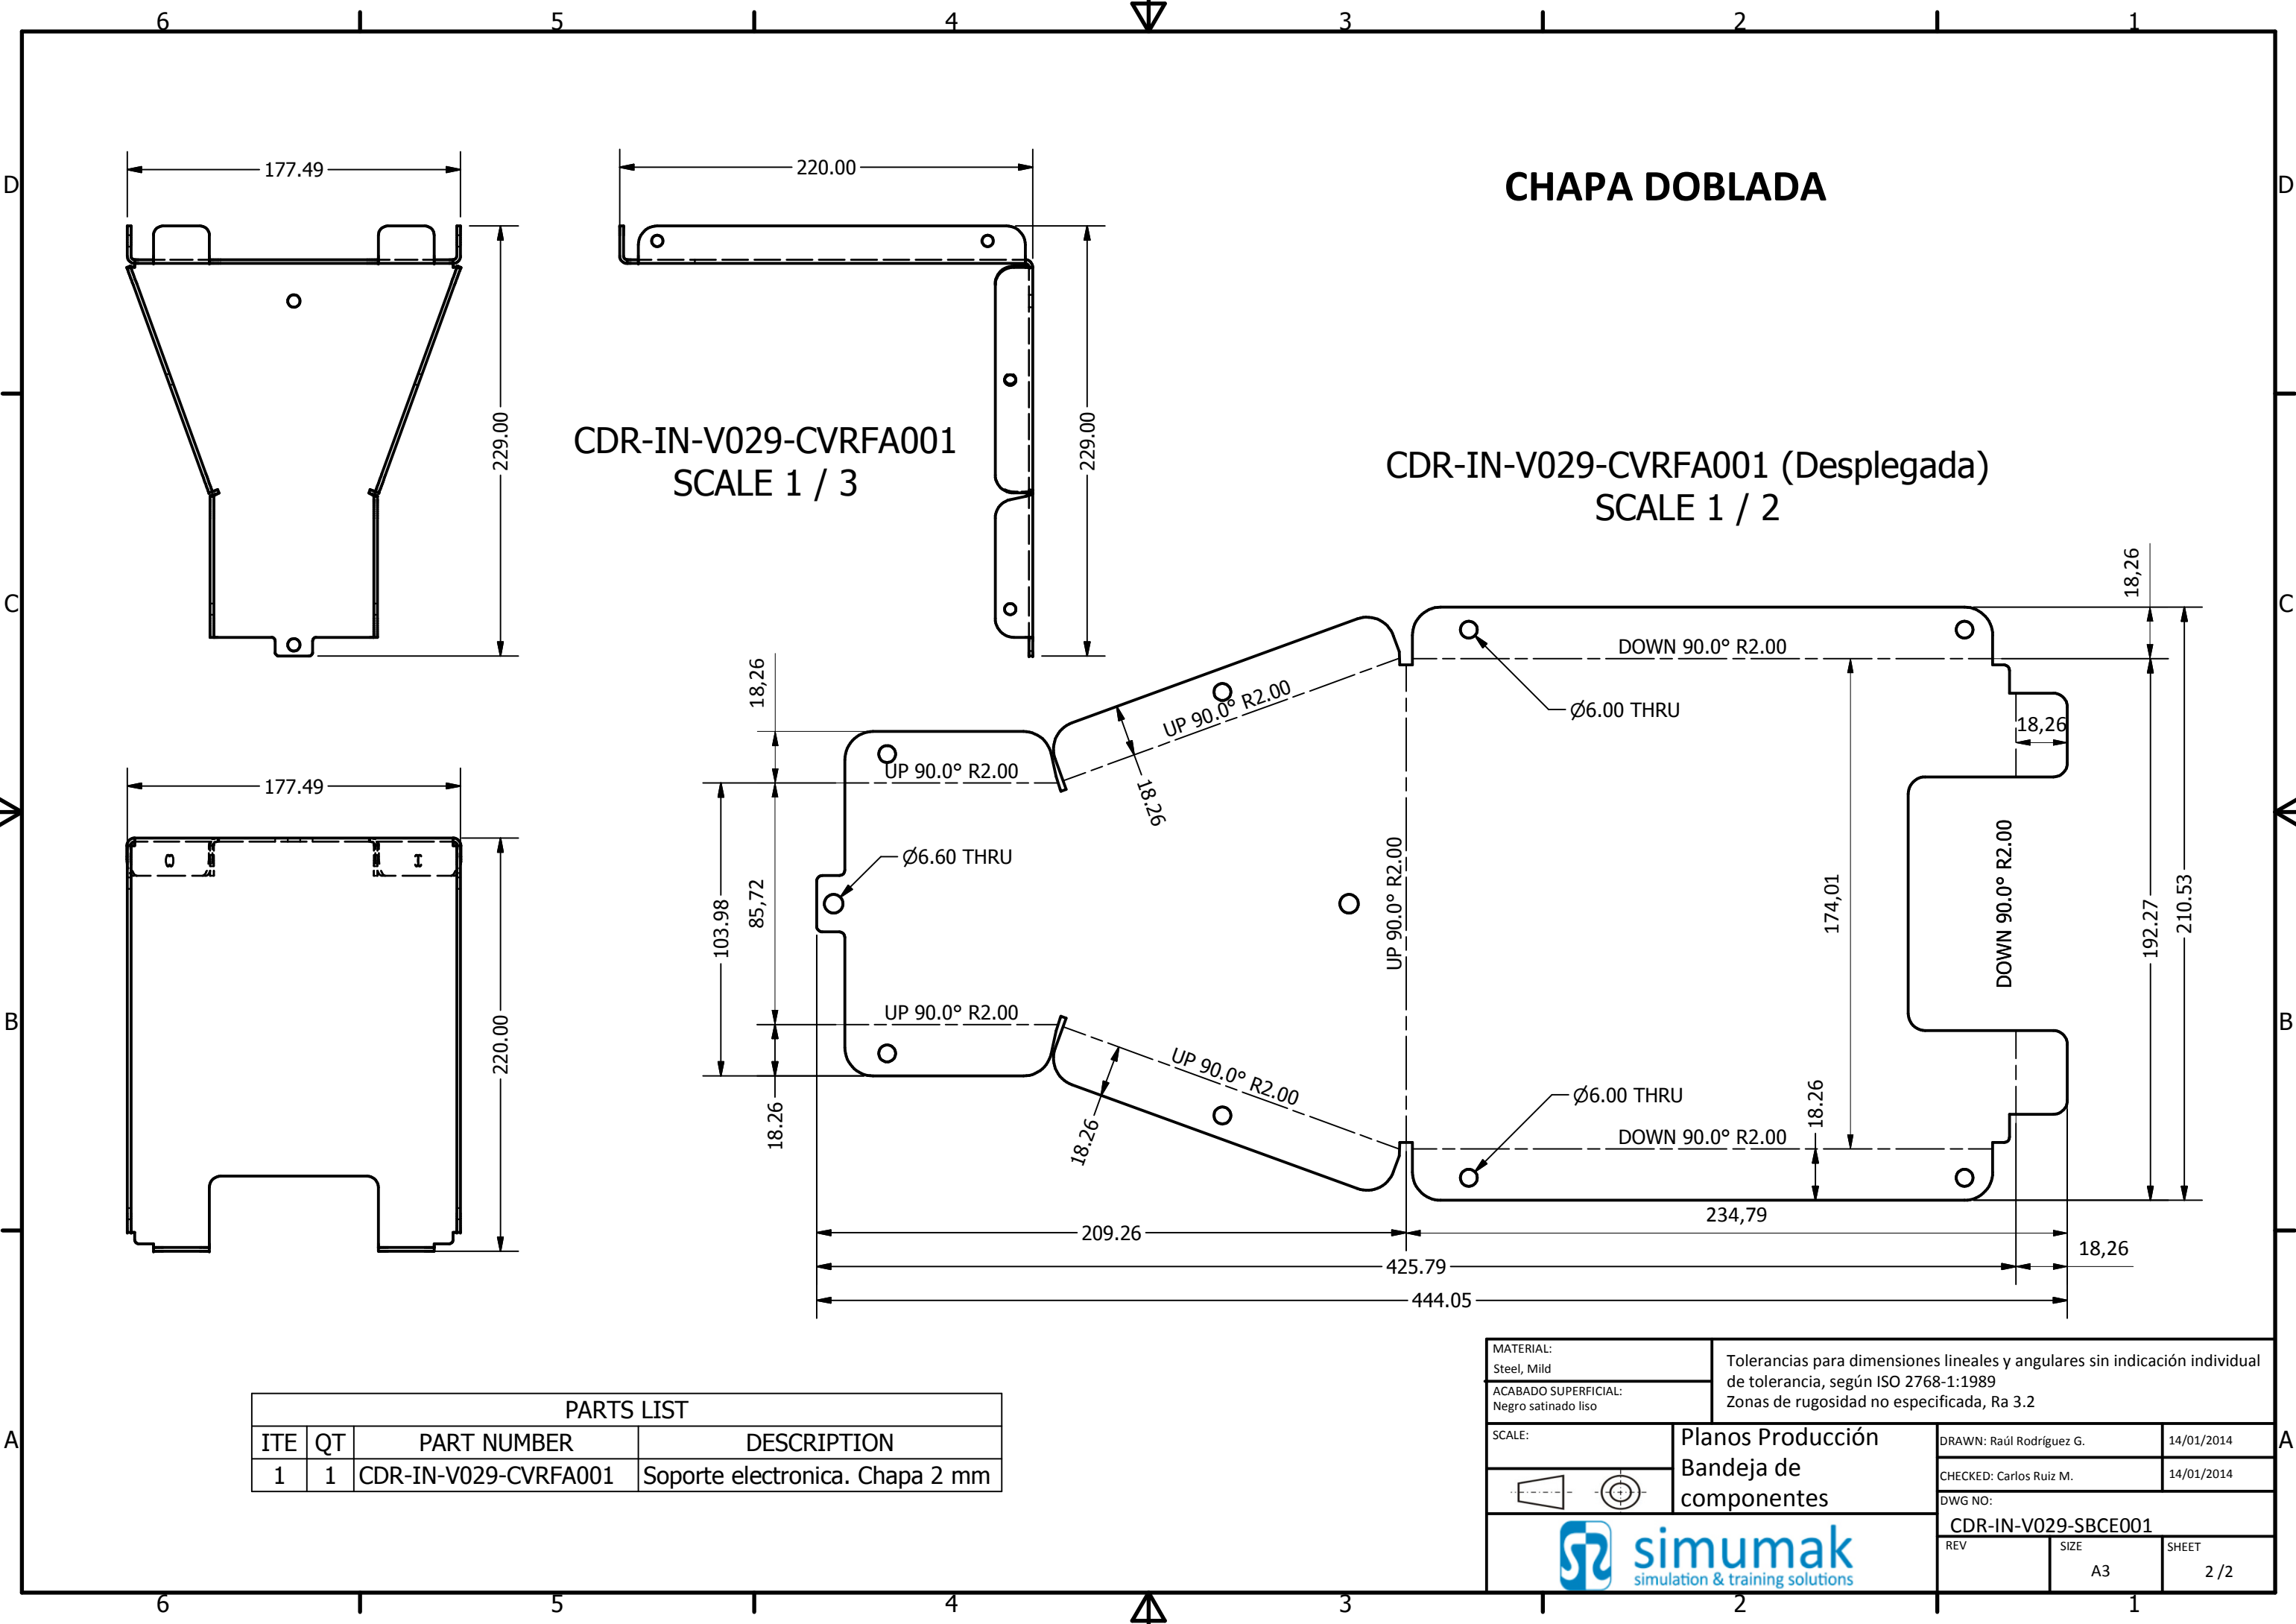 6 5 4 3 2 1
D
D
177.49
220.00
CHAPA DOBLADA
229.00
229.00
CDR-IN-V029-CVRFA001
SCALE 1 / 3
CDR-IN-V029-CVRFA001 (Desplegada)
SCALE 1 / 2
C
C
18,26
18,26
DOWN 90.0° R2.00
UP 90.0° R2.00
Ø6.00 THRU
18,26
UP 90.0° R2.00
18.26
177.49
Ø6.60 THRU
UP 90.0° R2.00
DOWN 90.0° R2.00
103.98
85,72
174,01
192.27
210.53
UP 90.0° R2.00
UP 90.0° R2.00
B
B
220.00
18.26
18.26
Ø6.00 THRU
18.26
DOWN 90.0° R2.00
209.26
234,79
425.79
18,26
444.05
PARTS LIST
ITE QT PART NUMBER DESCRIPTION
1 1 CDR-IN-V029-CVRFA001 Soporte electronica. Chapa 2 mm
A
A
MATERIAL:
Steel, Mild
ACABADO SUPERFICIAL:
Negro satinado liso
Tolerancias para dimensiones lineales y angulares sin indicación individual
de tolerancia, según ISO 2768-1:1989
Zonas de rugosidad no especificada, Ra 3.2
SCALE:
Planos Producción
Bandeja de
componentes
DRAWN: Raúl Rodríguez G. 14/01/2014
CHECKED: Carlos Ruiz M. 14/01/2014
DWG NO:
CDR-IN-V029-SBCE001
REV
SIZE
A3
SHEET
2 /2
simumak
simulation & training solutions
6 5 4 3 2 1